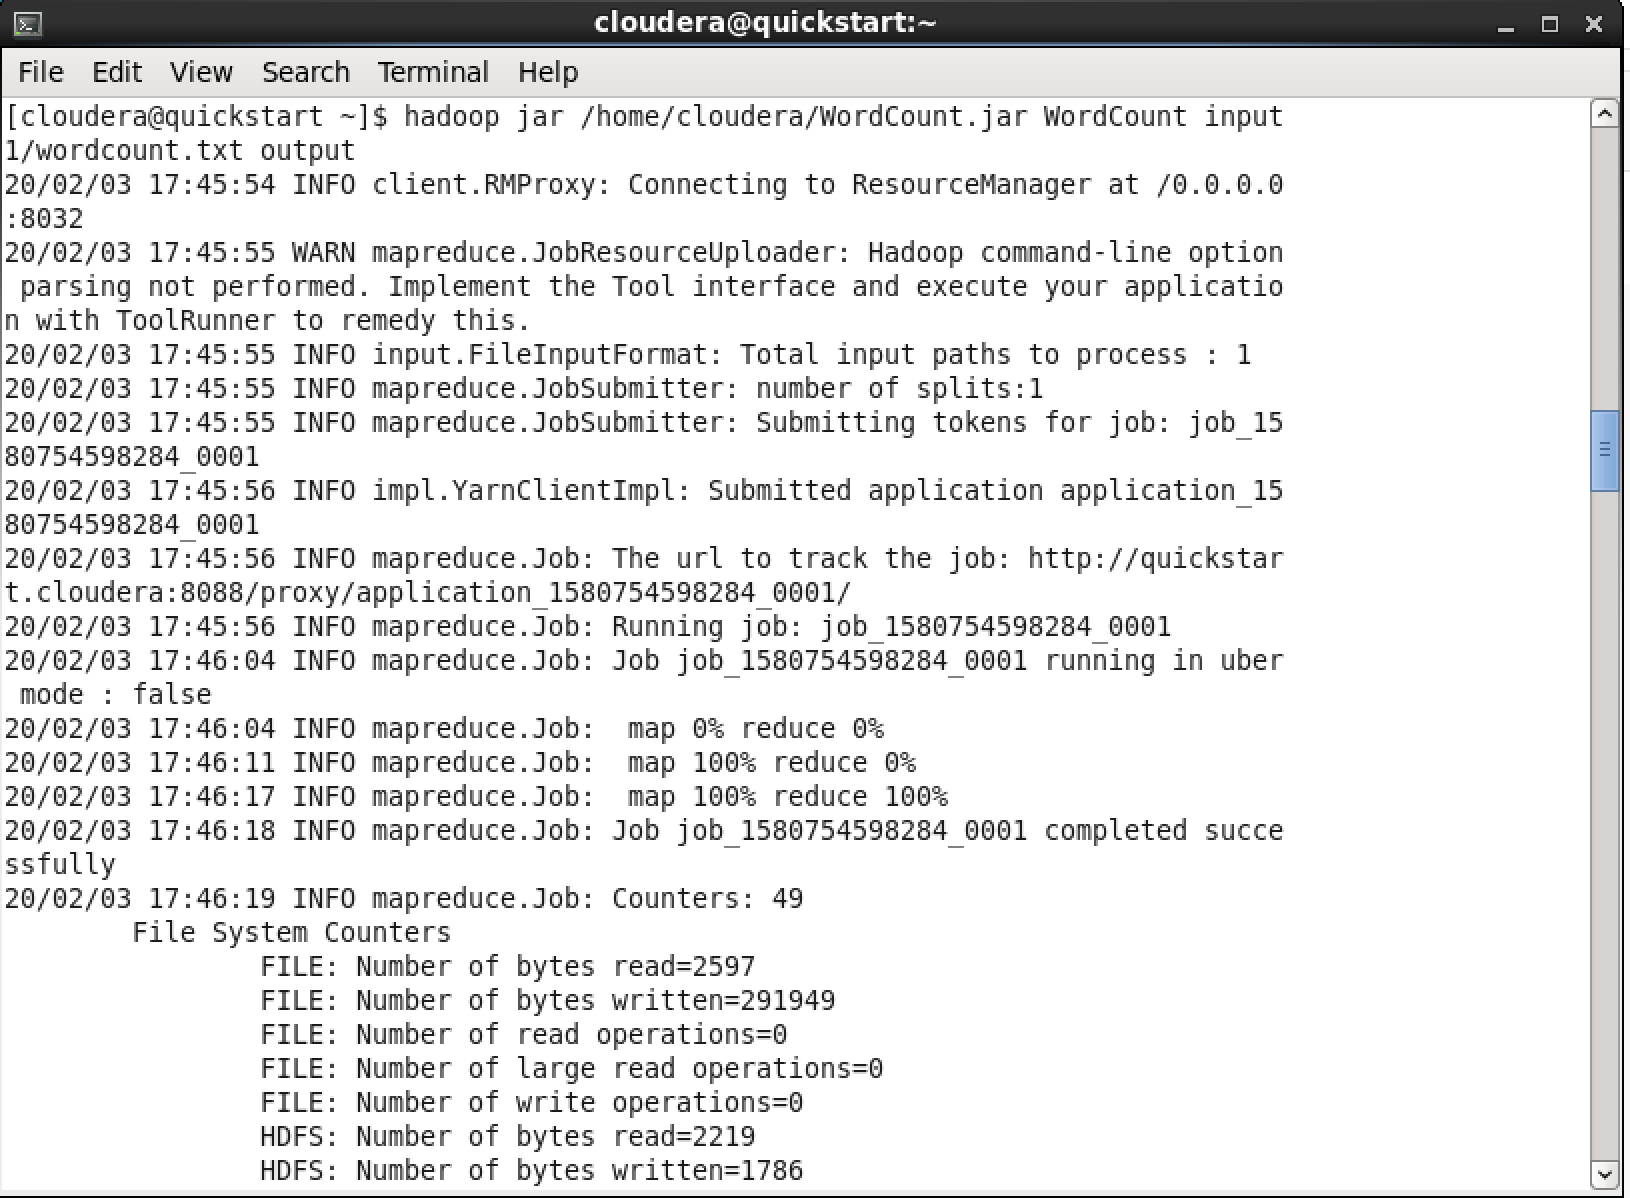 cloudera@quickstart:~
File Edit View Search Terminal Help
[cloudera@quickstart ~]$ hadoop jar /home/cloudera/WordCount.jar WordCount input
1/wordcount.txt output
20/02/03 17:45:54 INFO client.RMProxy: Connecting to ResourceManager at /0.0.0.0
:8032
20/02/03 17:45:55 WARN mapreduce.JobResourceUploader: Hadoop command-line option
 parsing not performed. Implement the Tool interface and execute your applicatio
n with ToolRunner to remedy this.
20/02/03 17:45:55 INFO input.FileInputFormat: Total input paths to process : 1
20/02/03 17:45:55 INFO mapreduce.JobSubmitter: number of splits:1
20/02/03 17:45:55 INFO mapreduce.JobSubmitter: Submitting tokens for job: job_15
80754598284_0001
20/02/03 17:45:56 INFO impl.YarnClientImpl: Submitted application application_15
80754598284_0001
20/02/03 17:45:56 INFO mapreduce.Job: The url to track the job: http://quickstar
t.cloudera:8088/proxy/application_1580754598284_0001/
20/02/03 17:45:56 INFO mapreduce.Job: Running job: job_1580754598284_0001
20/02/03 17:46:04 INFO mapreduce.Job: Job job_1580754598284_0001 running in uber
 mode : false
20/02/03 17:46:04 INFO mapreduce.Job:  map 0% reduce 0%
20/02/03 17:46:11 INFO mapreduce.Job:  map 100% reduce 0%
20/02/03 17:46:17 INFO mapreduce.Job:  map 100% reduce 100%
20/02/03 17:46:18 INFO mapreduce.Job: Job job_1580754598284_0001 completed succe
ssfully
20/02/03 17:46:19 INFO mapreduce.Job: Counters: 49
        File System Counters
                FILE: Number of bytes read=2597
                FILE: Number of bytes written=291949
                FILE: Number of read operations=0
                FILE: Number of large read operations=0
                FILE: Number of write operations=0
                HDFS: Number of bytes read=2219
                HDFS: Number of bytes written=1786